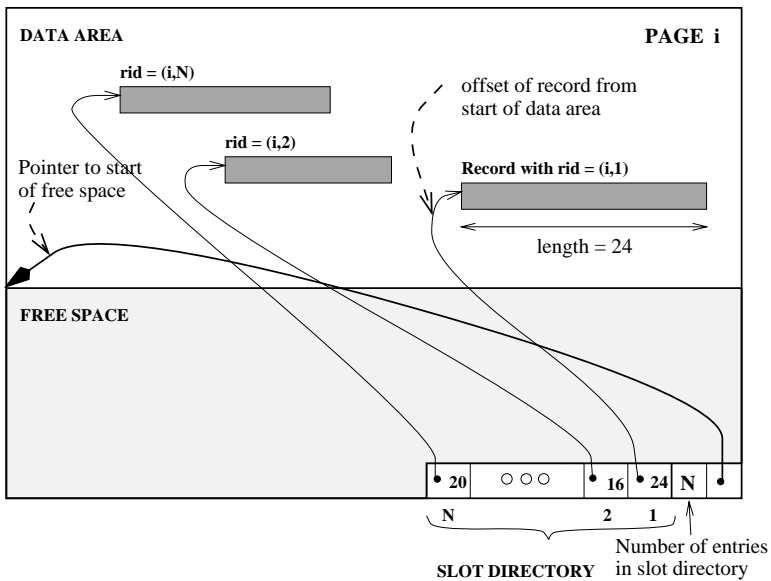 DATA AREA
PAGE i
rid = (i,N)
offset of record from
start of data area
rid = (i,2)
Pointer to start
of free space
Record with rid = (i,1)
length = 24
FREE SPACE
20
16
24
N
N
2
1
Number of entries
in slot directory
SLOT DIRECTORY